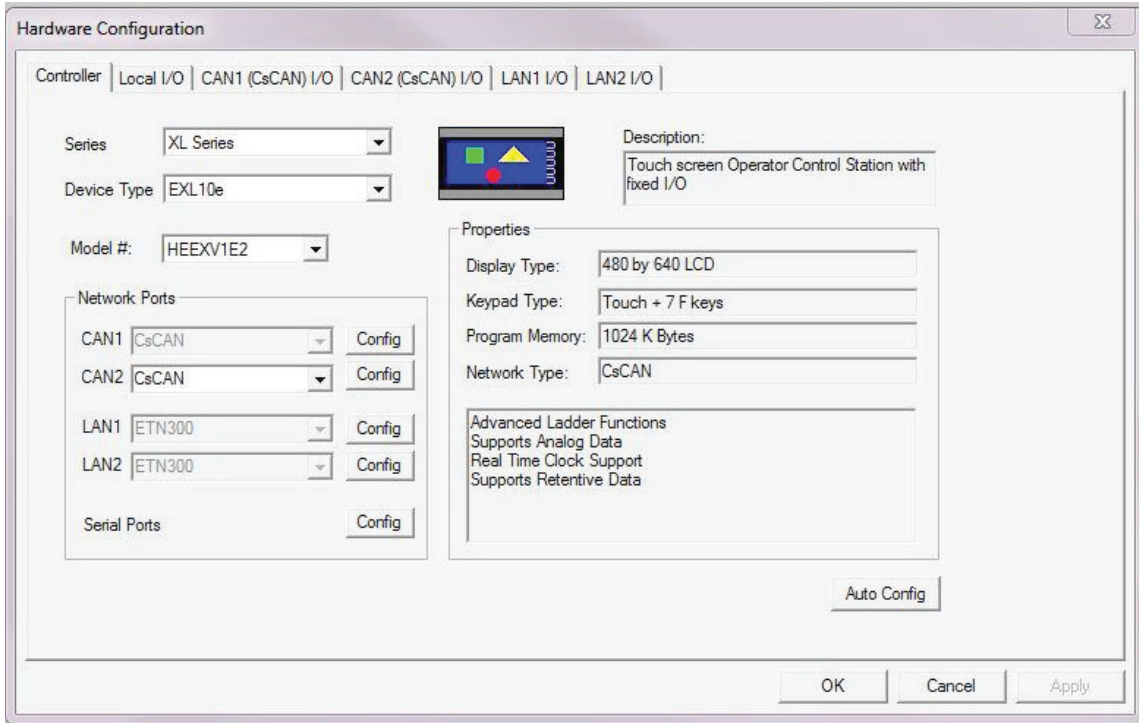 Hardware Configuration
Controller
Local I/O
CAN1 (CsCAN) I/O
CAN2 (CsCAN) I/O
LAN1 I/O
LAN2 I/O
Series
XL Series
Device Type
EXL10e
Model #:
HEEXV1E2
Description:
Touch screen Operator Control Station with
fixed I/O
Network Ports
CAN1
CsCAN
Config
CAN2
CsCAN
Config
LAN1
ETN300
Config
LAN2
ETN300
Config
Serial Ports
Config
Properties
Display Type:
480 by 640 LCD
Keypad Type:
Touch + 7 F keys
Program Memory:
1024 K Bytes
Network Type:
CsCAN
Advanced Ladder Functions
Supports Analog Data
Real Time Clock Support
Supports Retentive Data
Auto Config
OK
Cancel
Apply